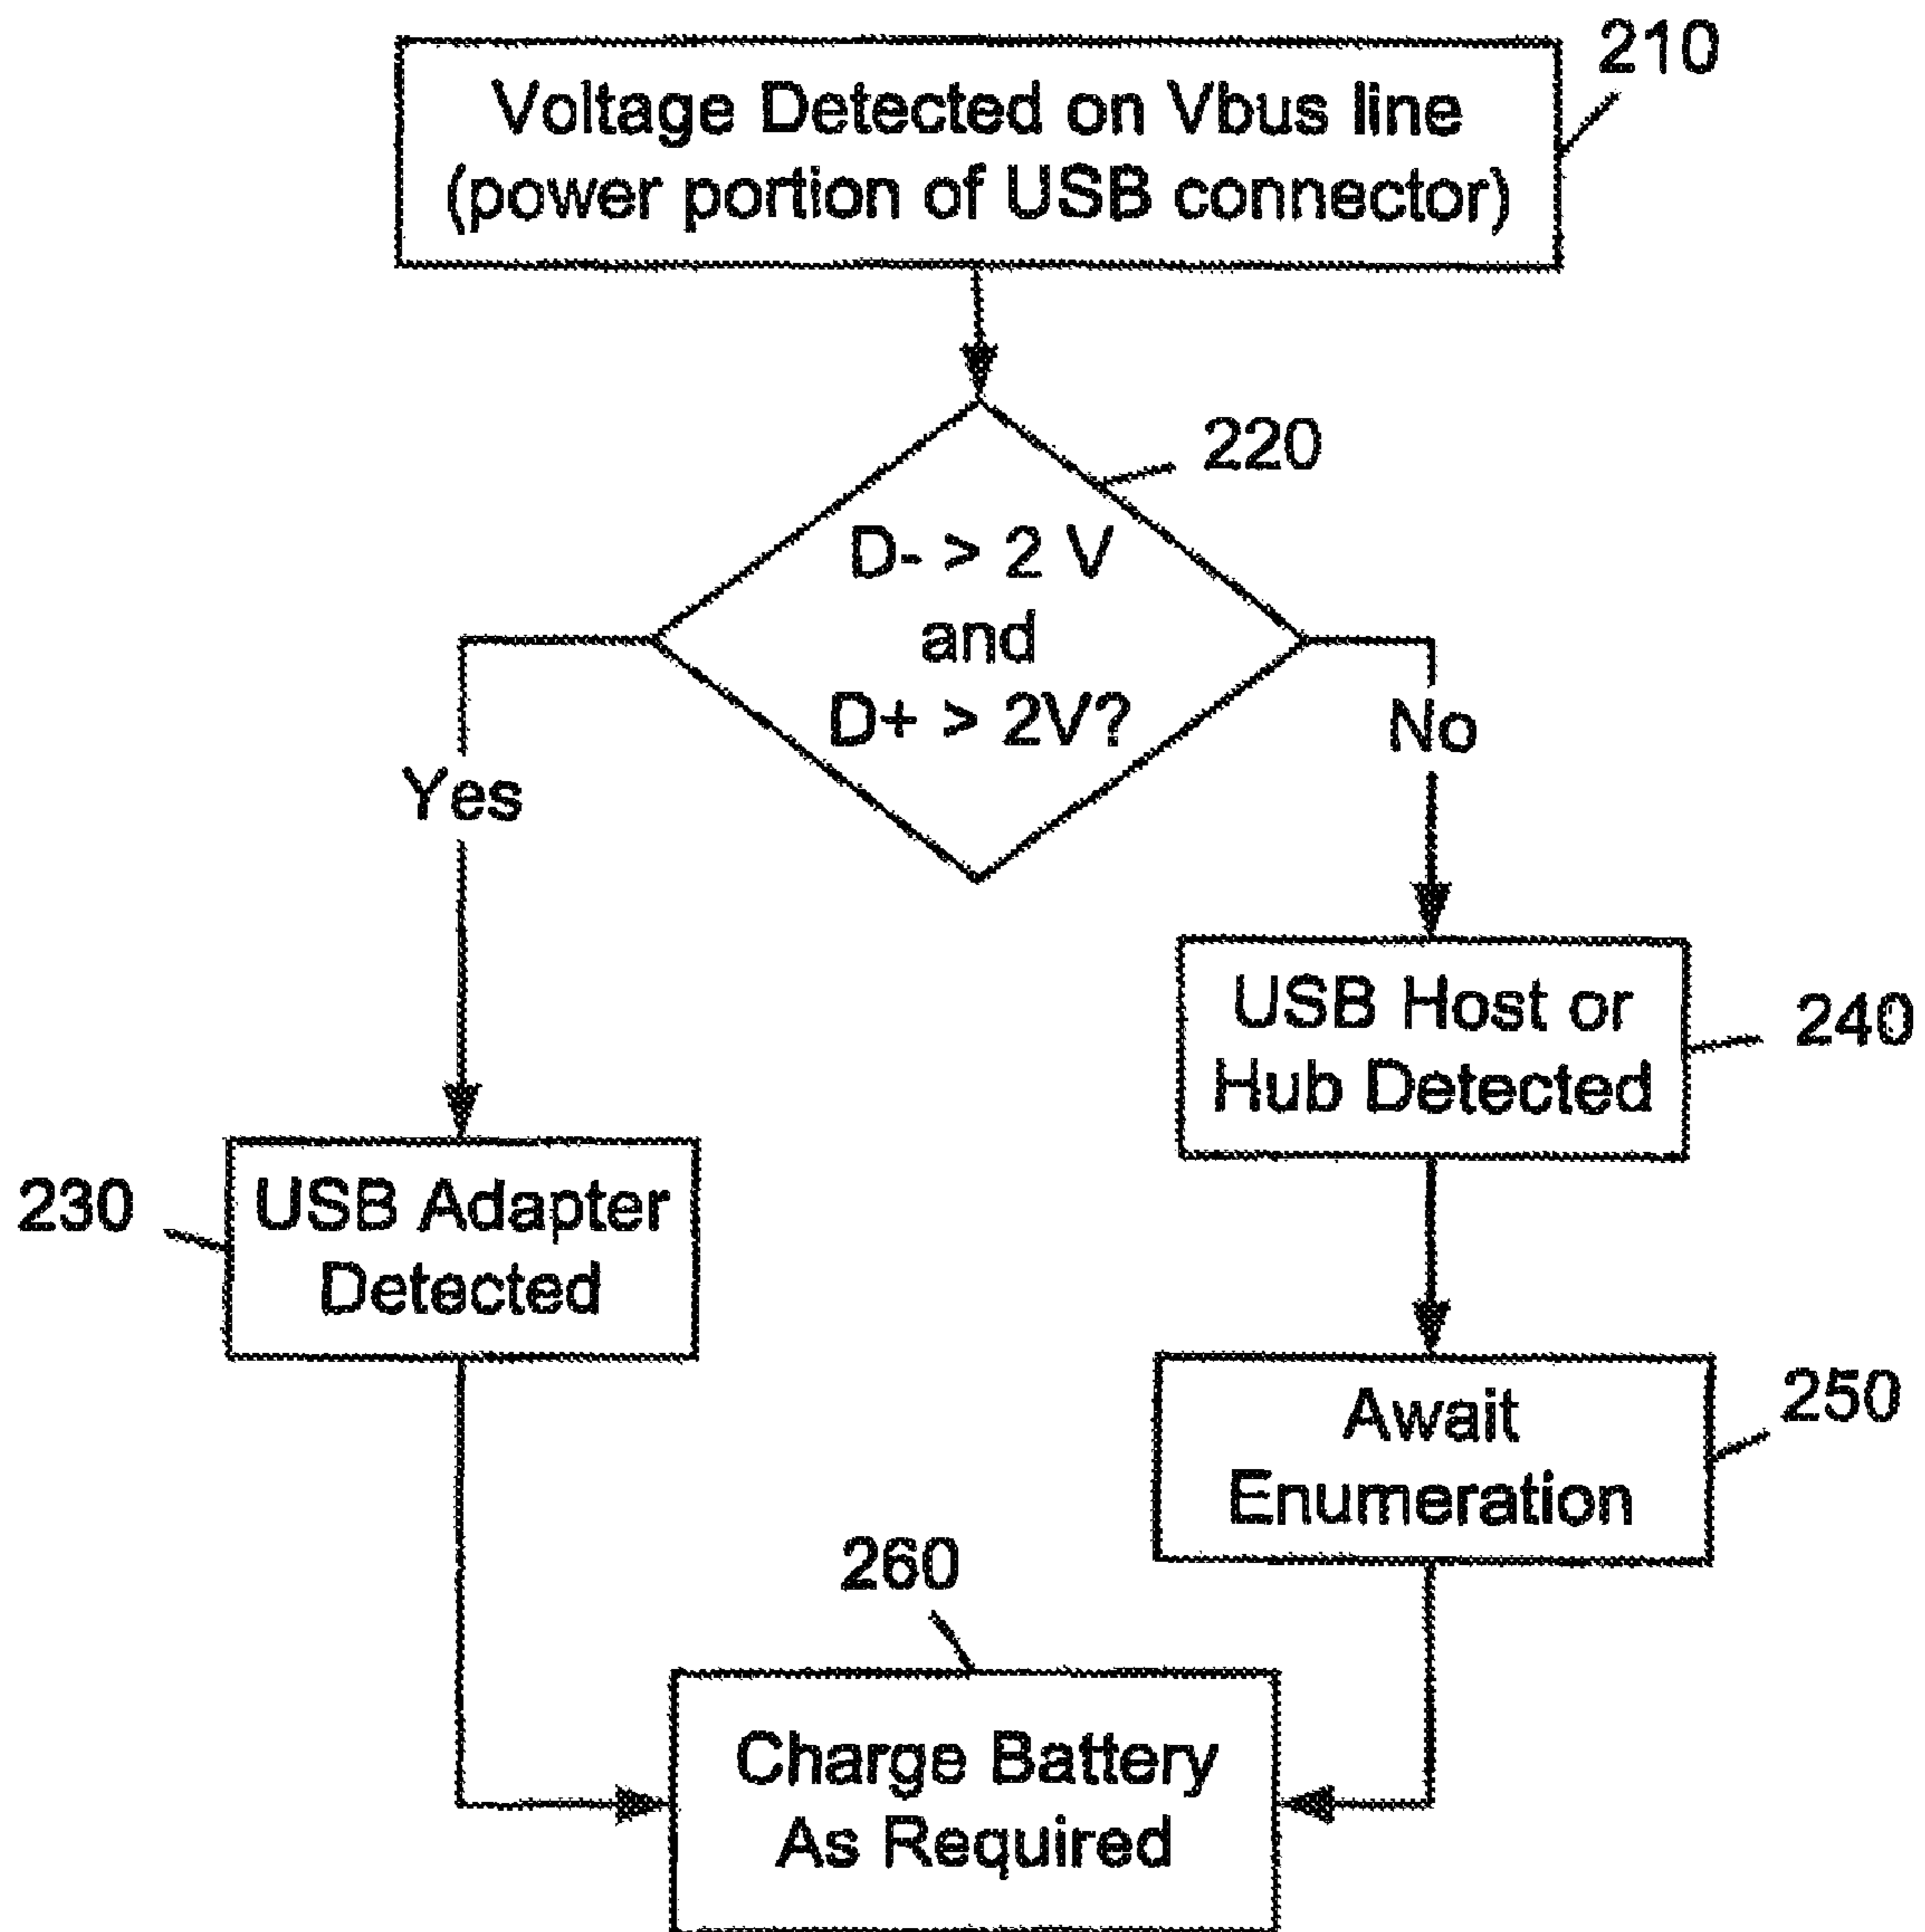 210
Voltage Detected on Vbus line
(power portion of USB connector)
220
D- > 2 V
and
D+ > 2V?
No
Yes
USB Host or
Hub Detected
240
230
USB Adapter
Detected
250
Await
Enumeration
260
Charge Battery
As Required